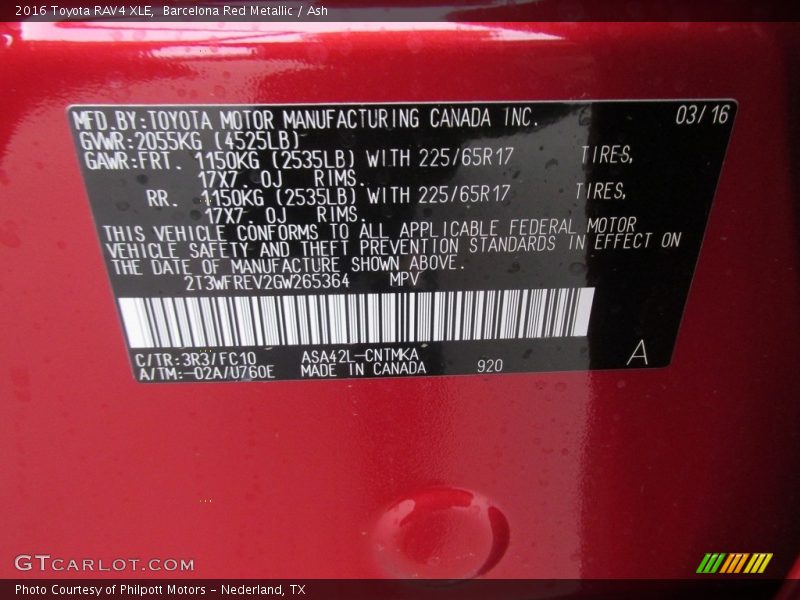 2016 Toyota RAV4 XLE, Barcelona Red Metallic / Ash
MFD.BY:TOYOTA MOTOR MANUFACTURING CANADA INC. 03/16
GVWR:2055KG (4525LB)
GAWR:FRT. 1150KG (2535LB) WITH 225/65R17 TIRES,
17X7.0J RIMS.
RR. 1150KG (2535LB) WITH 225/65R17 TIRES,
17X7.0J RIMS.
THIS VEHICLE CONFORMS TO ALL APPLICABLE FEDERAL MOTOR
VEHICLE SAFETY AND THEFT PREVENTION STANDARDS IN EFFECT ON
THE DATE OF MANUFACTURE SHOWN ABOVE.
2T3WFREV2GW265364 MPV
C/TR:3R3/FC10 ASA42L-CNTMKA
A/TM:-02A/U760E MADE IN CANADA 920 A
GTCARLOT.COM
Photo Courtesy of Philpott Motors - Nederland, TX